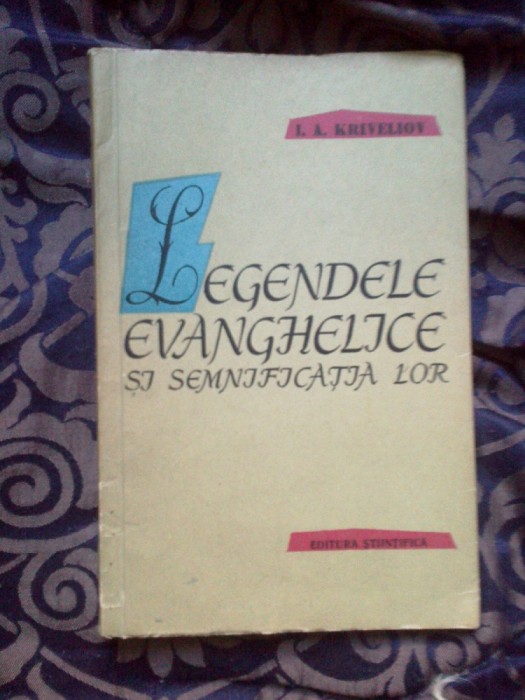 I. A. KRIVELIOV
LEGENDELE
EVANGHELICE
ȘI SEMNIFICAȚIA LOR
EDITURA ȘTIINȚIFICĂ